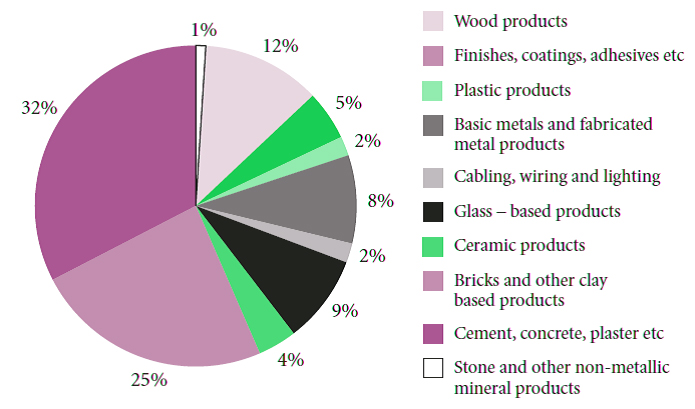 1%
12%
5%
2%
8%
2%
9%
4%
25%
32%
Wood products
Finishes, coatings, adhesives etc
Plastic products
Basic metals and fabricated
metal products
Cabling, wiring and lighting
Glass – based products
Ceramic products
Bricks and other clay
based products
Cement, concrete, plaster etc
Stone and other non-metallic
mineral products